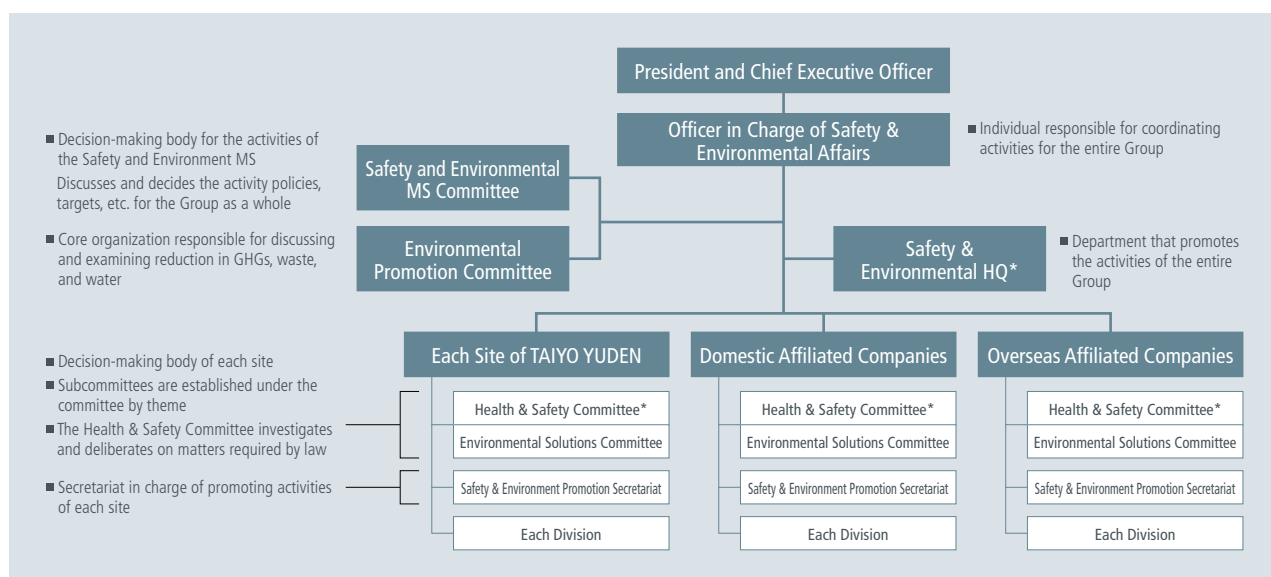 President and Chief Executive Officer
Officer in Charge of Safety &
Environmental Affairs
■ Individual responsible for coordinating
activities for the entire Group
■ Decision-making body for the activities of
the Safety and Environment MS
Discusses and decides the activity policies,
targets, etc. for the Group as a whole
Safety and Environmental
MS Committee
■ Core organization responsible for discussing
and examining reduction in GHGs, waste,
and water
Environmental
Promotion Committee
Safety &
Environmental HQ*
■ Department that promotes
the activities of the entire
Group
■ Decision-making body of each site
■ Subcommittees are established under the
committee by theme
■ The Health & Safety Committee investigates
and deliberates on matters required by law
■ Secretariat in charge of promoting activities
of each site
Each Site of TAIYO YUDEN
Health & Safety Committee*
Environmental Solutions Committee
Safety & Environment Promotion Secretariat
Each Division
Domestic Affiliated Companies
Health & Safety Committee*
Environmental Solutions Committee
Safety & Environment Promotion Secretariat
Each Division
Overseas Affiliated Companies
Health & Safety Committee*
Environmental Solutions Committee
Safety & Environment Promotion Secretariat
Each Division